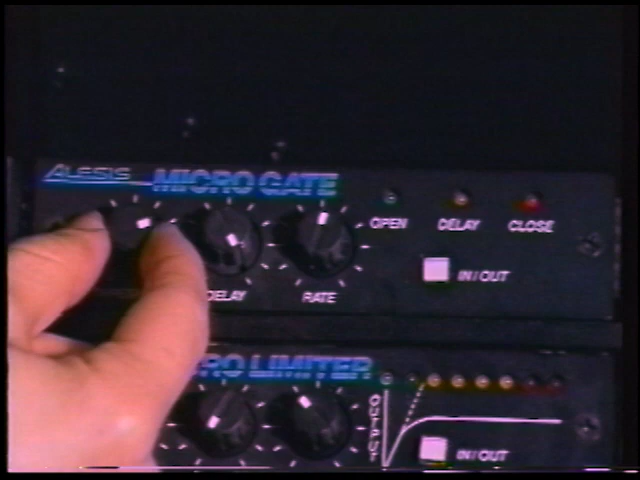 ALESIS MICRO GATE
OPEN DELAY CLOSE
IN/OUT
DELAY RATE
RO LIMITER
OUTPUT
IN/OUT